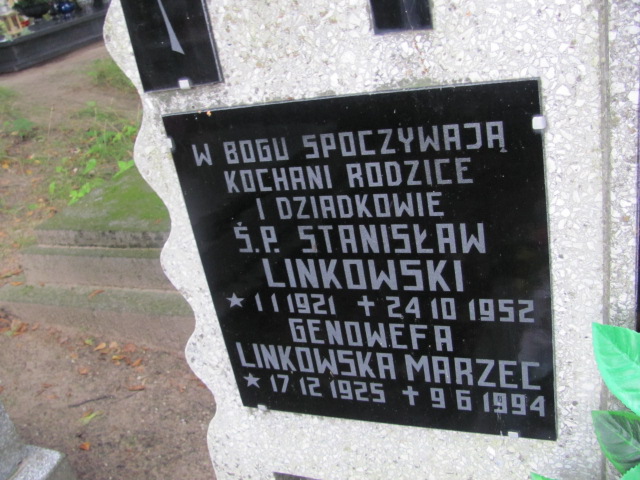 W BOGU SPOCZYWAJĄ
KOCHANI RODZICE
I DZIADKOWIE
Ś.P. STANISŁAW
LINKOWSKI
★ 1 1 1921 ✝ 24 10 1952
GENOWEFA
LINKOWSKA MARZEC
★ 17 12 1925 ✝ 9 6 1994